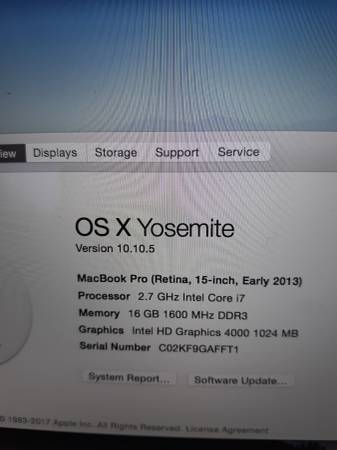 iew Displays Storage Support Service
OS X Yosemite
Version 10.10.5
MacBook Pro (Retina, 15-inch, Early 2013)
Processor 2.7 GHz Intel Core i7
Memory 16 GB 1600 MHz DDR3
Graphics Intel HD Graphics 4000 1024 MB
Serial Number C02KF9GAFFT1
System Report...
Software Update...
1983-2017 Apple Inc. All Rights Reserved. License Agreement